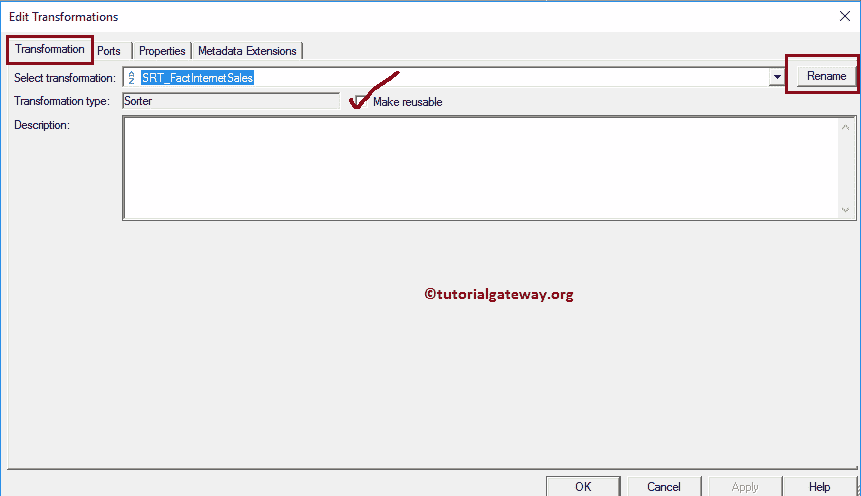 Edit Transformations
Transformation Ports Properties Metadata Extensions
Select transformation: SRT_FactInternetSales Rename
Transformation type: Sorter Make reusable
Description:
©tutorialgateway.org
OK Cancel Apply Help